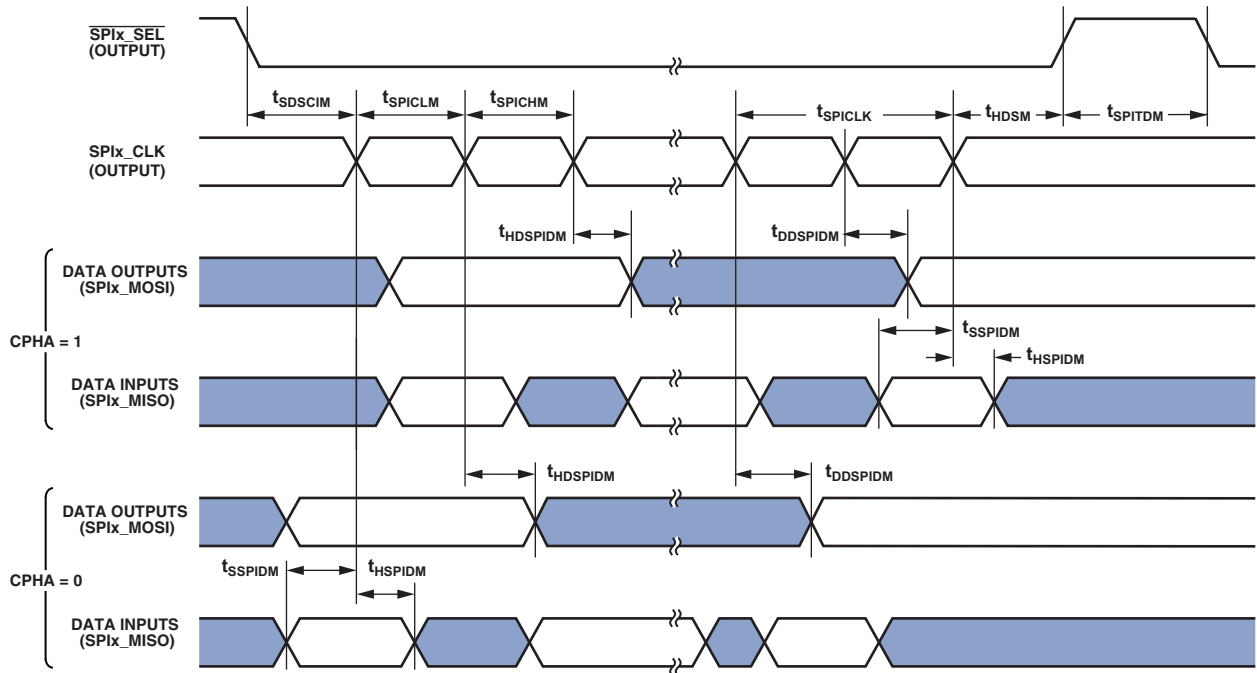 SPIx_SEL
(OUTPUT)
tSDSCIM
tSPICLM
tSPICHM
tSPICLK
tHDSM
tSPITDM
SPIx_CLK
(OUTPUT)
tHDSPIDM
tDDSPIDM
DATA OUTPUTS
(SPIx_MOSI)
CPHA = 1
tSSPIDM
tHSPIDM
DATA INPUTS
(SPIx_MISO)
tHDSPIDM
tDDSPIDM
DATA OUTPUTS
(SPIx_MOSI)
CPHA = 0
tSSPIDM
tHSPIDM
DATA INPUTS
(SPIx_MISO)